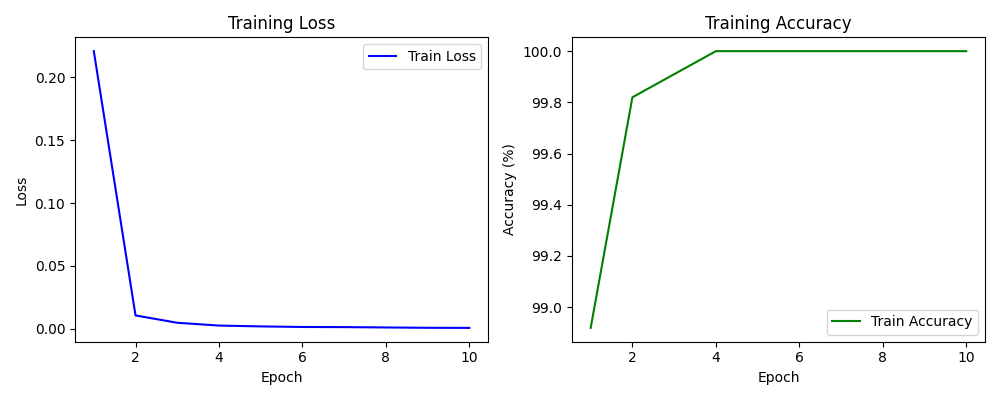 Training Loss
Train Loss
0.20
0.15
0.10
0.05
0.00
Loss
2 4 6 8 10
Epoch
Training Accuracy
100.0
99.8
99.6
99.4
99.2
99.0
Accuracy (%)
Train Accuracy
2 4 6 8 10
Epoch